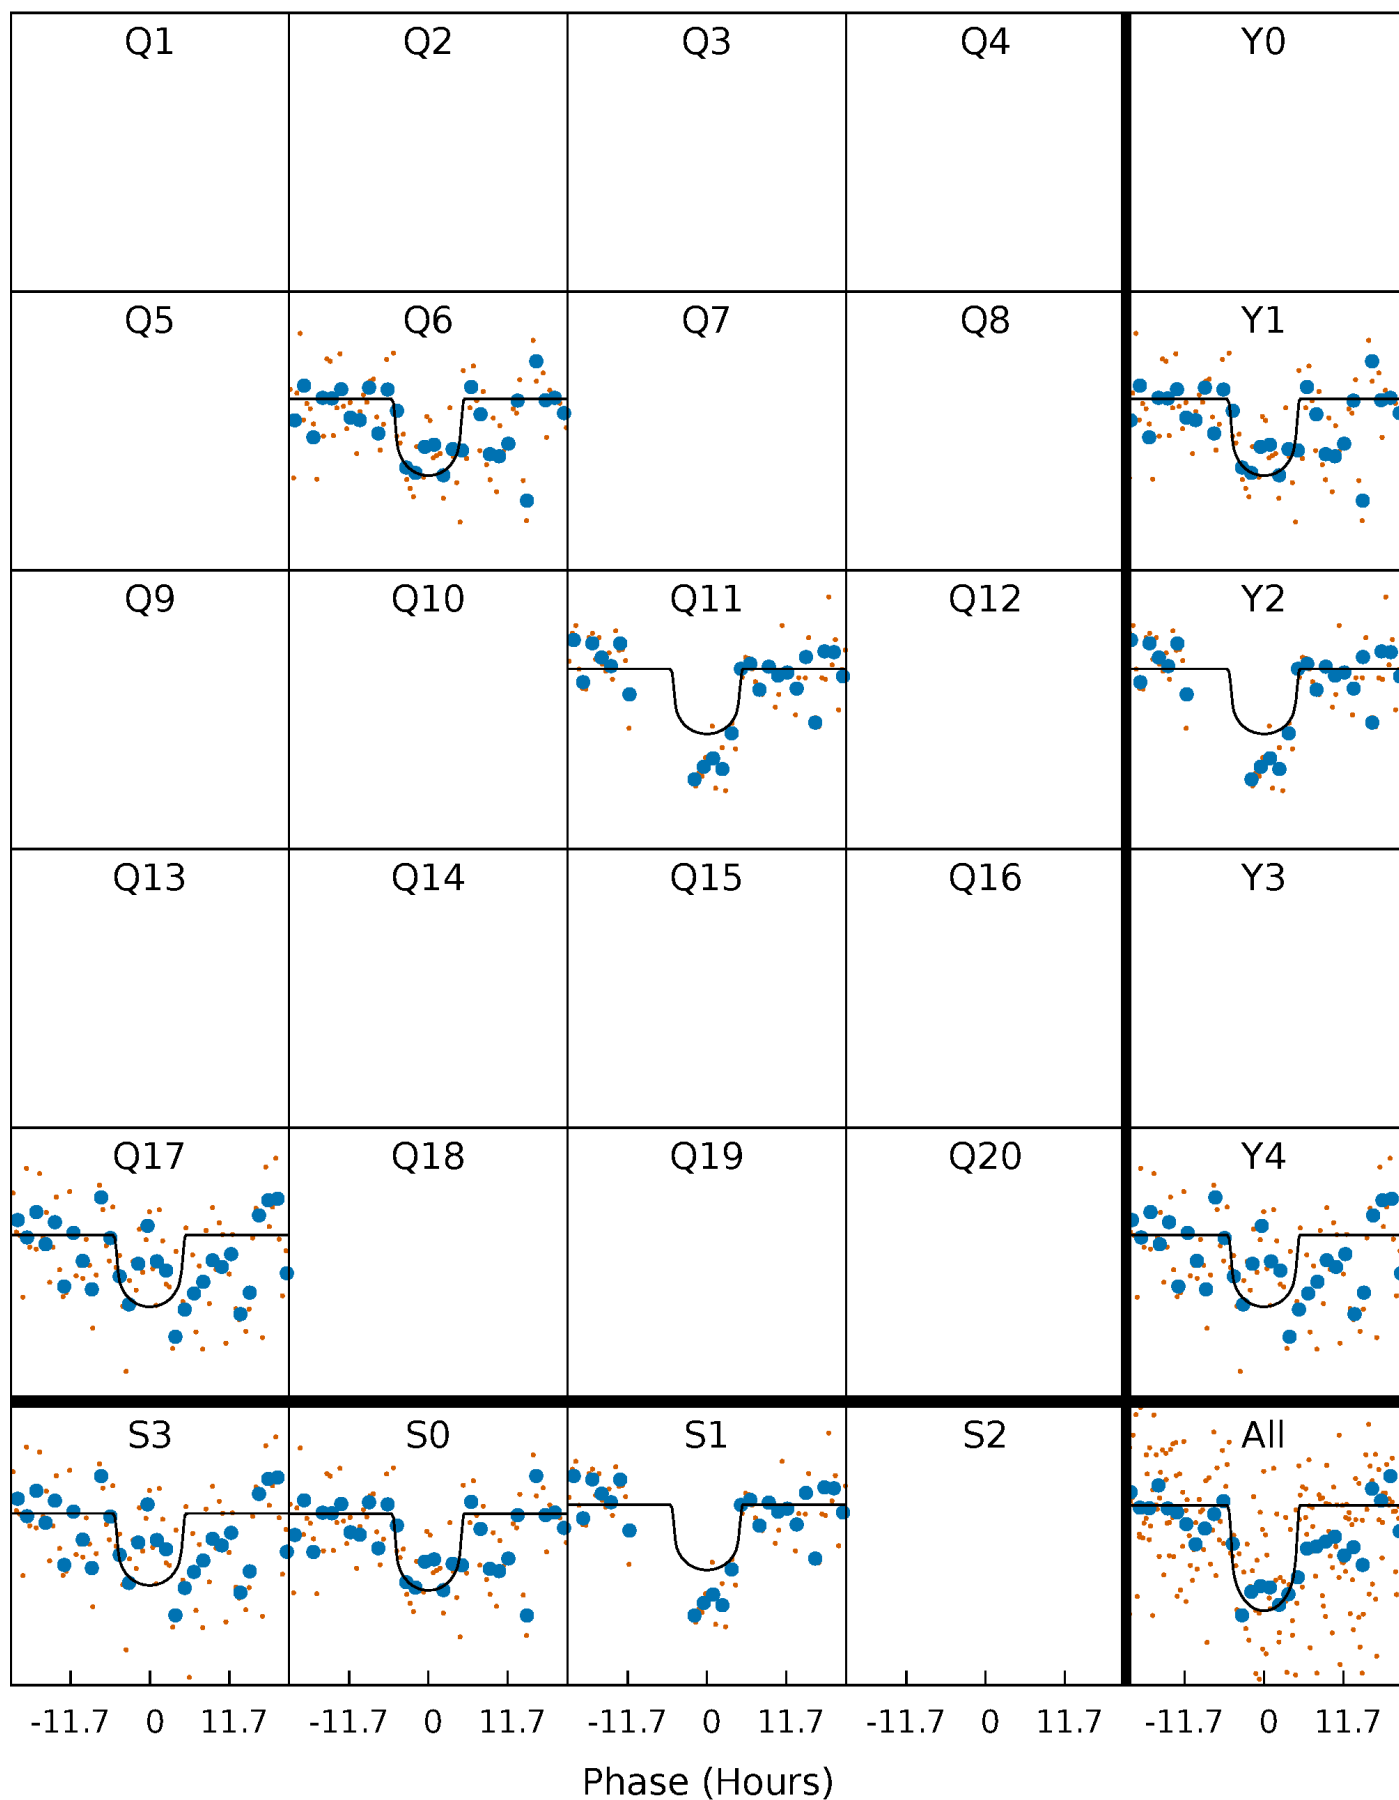 Q1 Q2 Q3 Q4 Y0
Q5 Q6 Q7 Q8 Y1
Q9 Q10 Q11 Q12 Y2
Q13 Q14 Q15 Q16 Y3
Q17 Q18 Q19 Q20 Y4
S3 S0 S1 S2 All
-11.7 0 11.7 -11.7 0 11.7 -11.7 0 11.7 -11.7 0 11.7 -11.7 0 11.7
Phase (Hours)